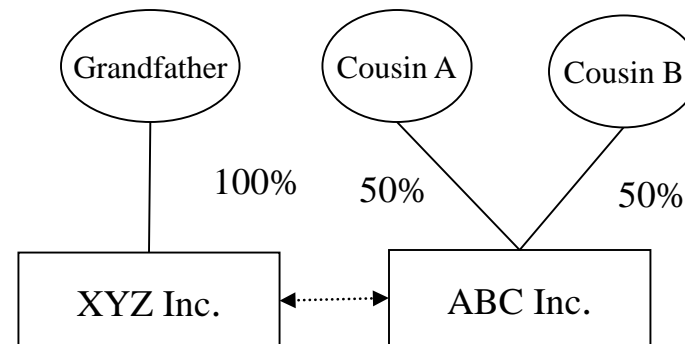 Grandfather
Cousin A
Cousin B
100%
50%
50%
XYZ Inc.
ABC Inc.